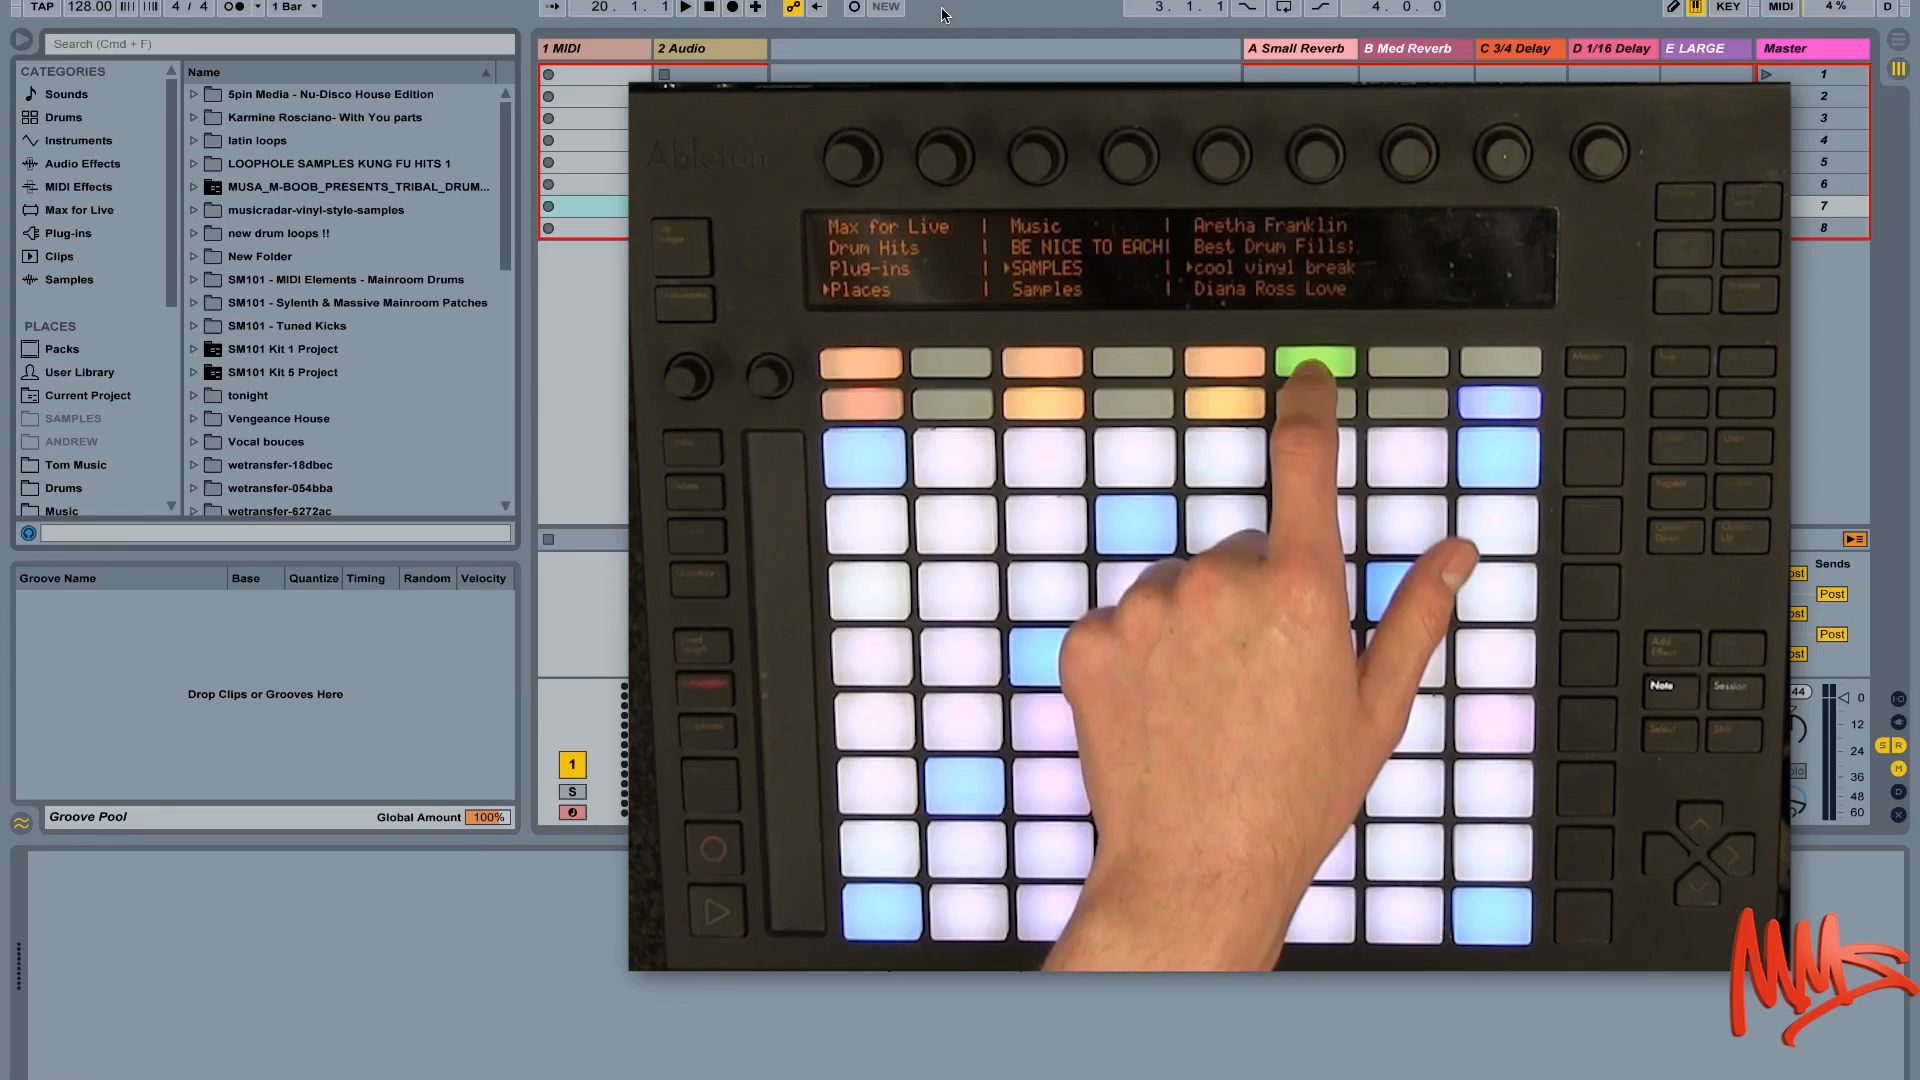 TAP 128.00 4 / 4 1 Bar 20. 1. 1 NEW 3. 1. 1 4. 0. 0 KEY MIDI 4 % D
Search (Cmd + F)
CATEGORIES
Sounds
Drums
Instruments
Audio Effects
MIDI Effects
Max for Live
Plug-ins
Clips
Samples
PLACES
Packs
User Library
Current Project
SAMPLES
ANDREW
Tom Music
Drums
Music
Name
5pin Media - Nu-Disco House Edition
Karmine Rosciano- With You parts
latin loops
LOOPHOLE SAMPLES KUNG FU HITS 1
MUSA_M-BOOB_PRESENTS_TRIBAL_DRUM...
musicradar-vinyl-style-samples
new drum loops !!
New Folder
SM101 - MIDI Elements - Mainroom Drums
SM101 - Sylenth & Massive Mainroom Patches
SM101 - Tuned Kicks
SM101 Kit 1 Project
SM101 Kit 5 Project
tonight
Vengeance House
Vocal bouces
wetransfer-18dbec
wetransfer-054bba
wetransfer-6272ac
Groove Name Base Quantize Timing Random Velocity
Drop Clips or Grooves Here
Groove Pool Global Amount 100%
1 MIDI 2 Audio A Small Reverb B Med Reverb C 3/4 Delay D 1/16 Delay E LARGE Master
1
2
3
4
5
6
7
8
Ableton
Max for Live | Music | Aretha Franklin
Drum Hits | BE NICE TO EACH| Best Drum Fills;
Plug-ins | SAMPLES | cool vinyl break
Places | Samples | Diana Ross Love
Master
Quantize
Add
Effect
Note Session
Select Shift
1
S
Sends
Post
Post
44
0
12
24
36
48
60
S R
M
D
MMS